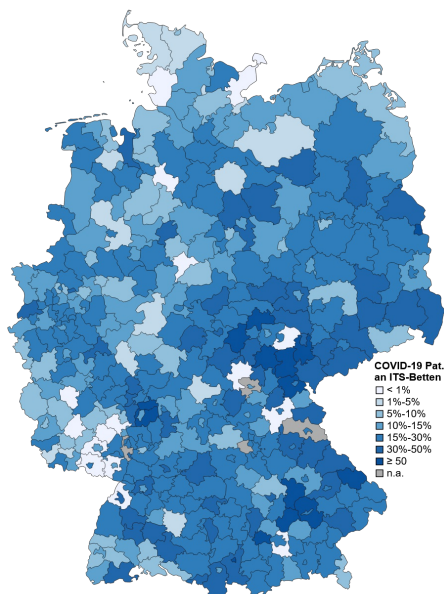 COVID-19 Pat.
an ITS-Betten
< 1%
1%-5%
5%-10%
10%-15%
15%-30%
30%-50%
≥ 50
n.a.